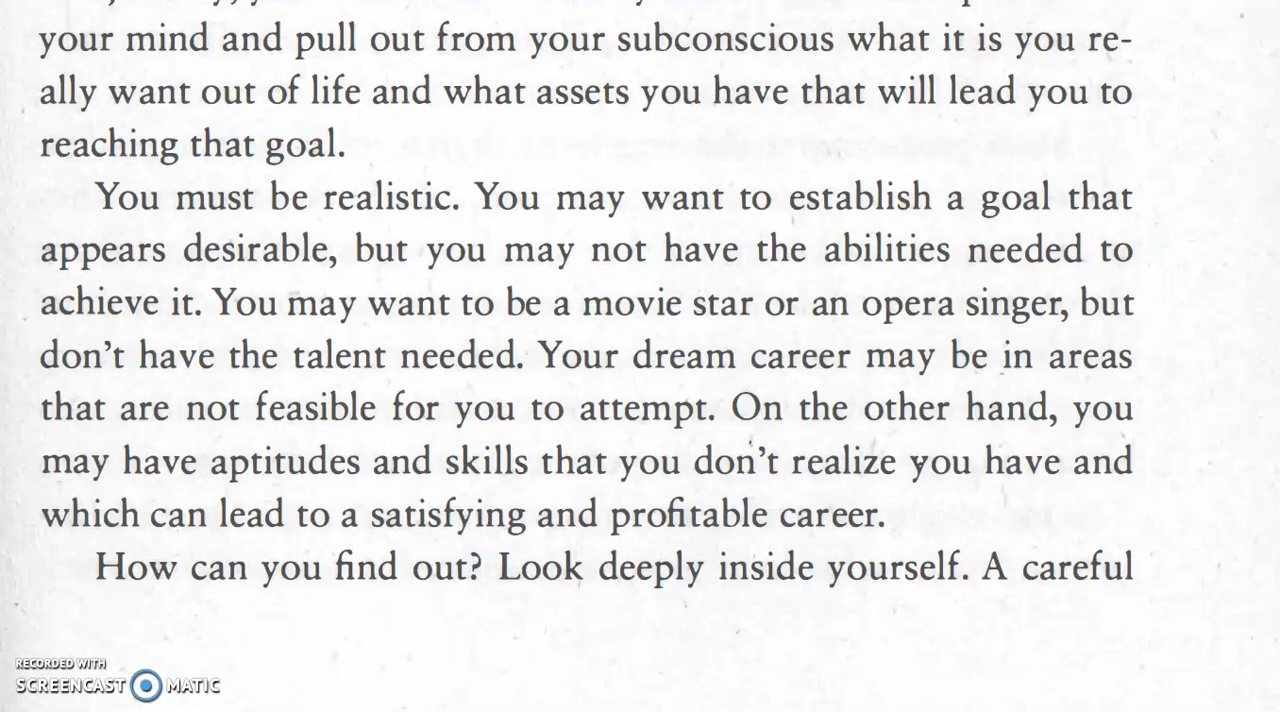 your mind and pull out from your subconscious what it is you re-
ally want out of life and what assets you have that will lead you to
reaching that goal.
You must be realistic. You may want to establish a goal that
appears desirable, but you may not have the abilities needed to
achieve it. You may want to be a movie star or an opera singer, but
don't have the talent needed. Your dream career may be in areas
that are not feasible for you to attempt. On the other hand, you
may have aptitudes and skills that you don't realize you have and
which can lead to a satisfying and profitable career.
How can you find out? Look deeply inside yourself. A careful
RECORDED WITH
SCREENCAST MATIC